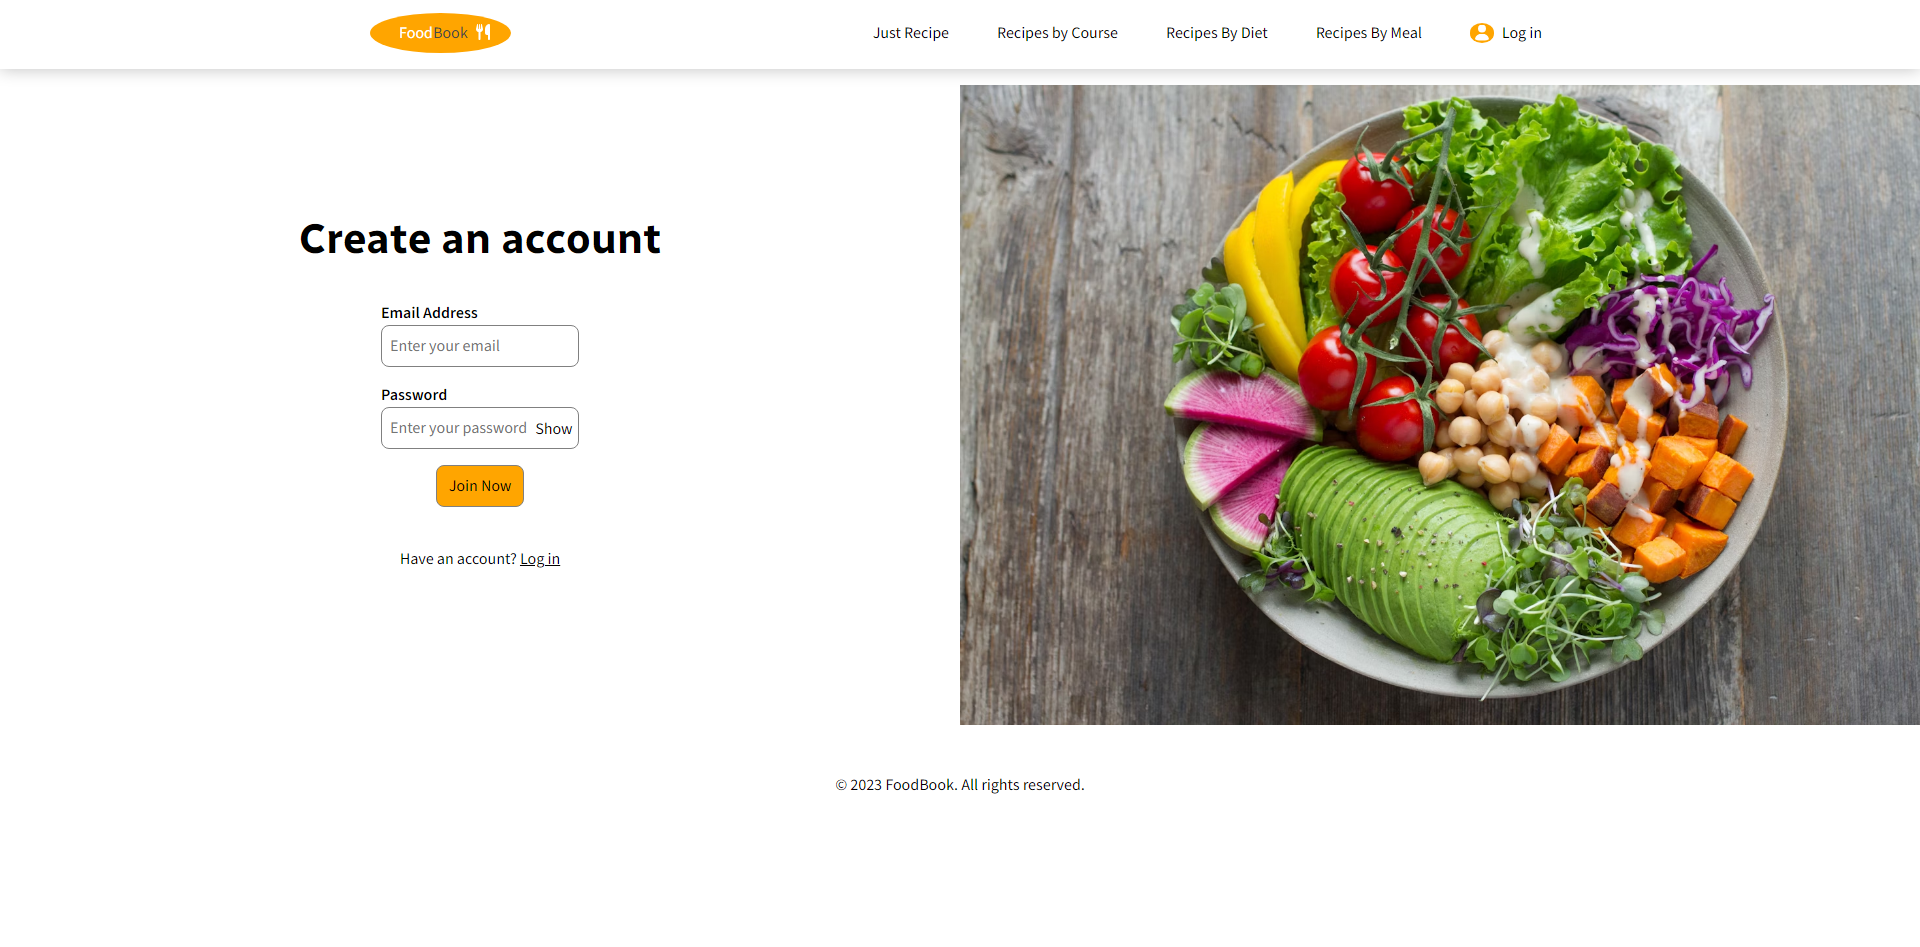 FoodBook
Just Recipe
Recipes by Course
Recipes By Diet
Recipes By Meal
Log in
Create an account
Email Address
Enter your email
Password
Enter your password Show
Join Now
Have an account? Log in
© 2023 FoodBook. All rights reserved.